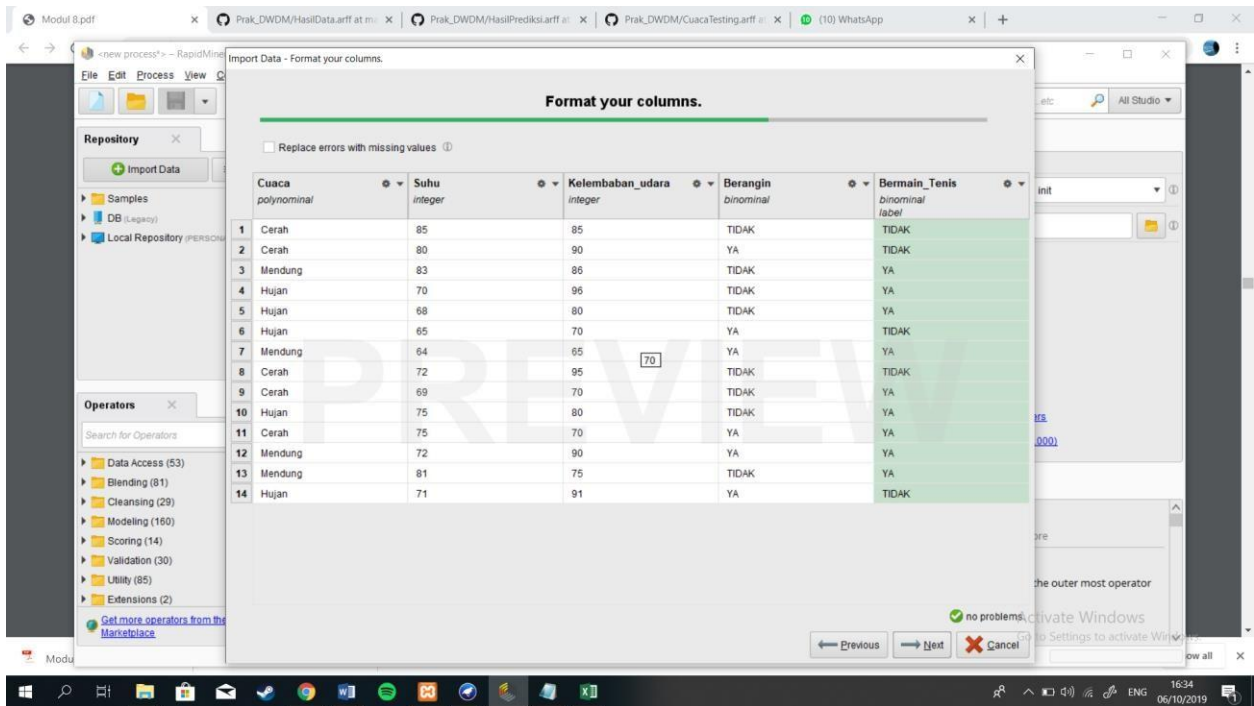 Modul 8.pdf
Prak_DWDM/HasilData.arff at ma
Prak_DWDM/HasilPrediksi.arff at
Prak_DWDM/CuacaTesting.arff at
(10) WhatsApp
<new process*> – RapidMine
Import Data - Format your columns.
File Edit Process View
Format your columns.
etc
All Studio
Repository
Replace errors with missing values
Import Data
Cuaca Suhu Kelembaban_udara Berangin Bermain_Tenis
polynominal integer integer binominal binominal
label
init
Samples
DB (Legacy)
Local Repository (PERSON
1 Cerah 85 85 TIDAK TIDAK
2 Cerah 80 90 YA TIDAK
3 Mendung 83 86 TIDAK YA
4 Hujan 70 96 TIDAK YA
5 Hujan 68 80 TIDAK YA
6 Hujan 65 70 YA TIDAK
7 Mendung 64 65 YA YA
70
8 Cerah 72 95 TIDAK TIDAK
9 Cerah 69 70 TIDAK YA
10 Hujan 75 80 TIDAK YA
11 Cerah 75 70 YA YA
12 Mendung 72 90 YA YA
13 Mendung 81 75 TIDAK YA
14 Hujan 71 91 YA TIDAK
PREVIEW
Operators
Search for Operators
Data Access (53)
Blending (81)
Cleansing (29)
Modeling (160)
Scoring (14)
Validation (30)
Utility (85)
Extensions (2)
Get more operators from the
Marketplace
ers
.000)
ore
the outer most operator
no problems.
Activate Windows
Go to Settings to activate Windows.
Previous Next Cancel
Modu
ow all
ENG
16:34
06/10/2019